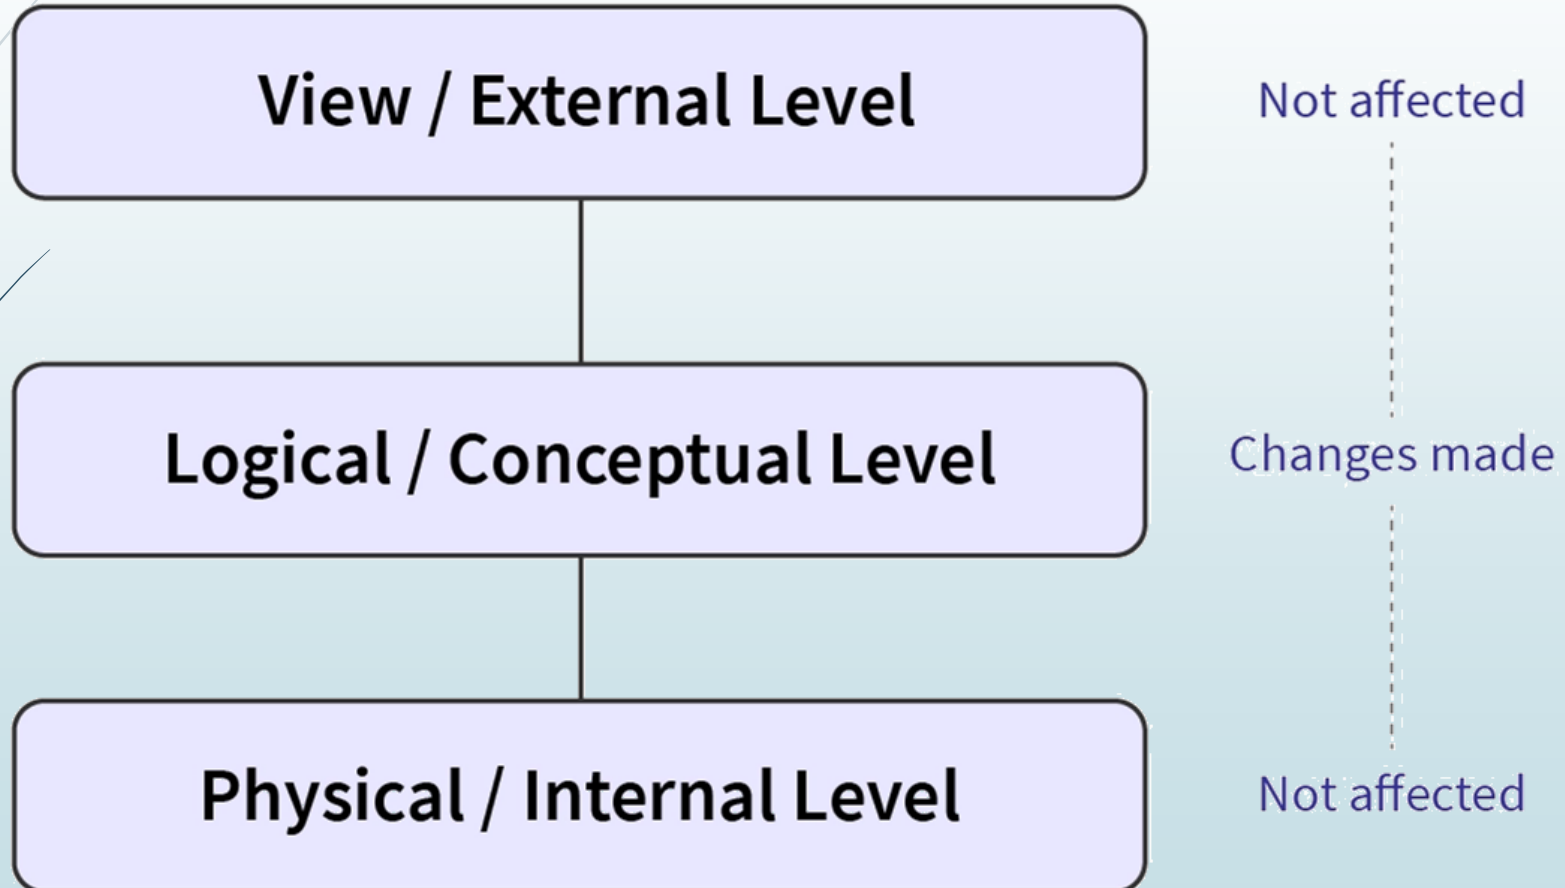 View / External Level
Not affected
Logical / Conceptual Level
Changes made
Physical / Internal Level
Not affected